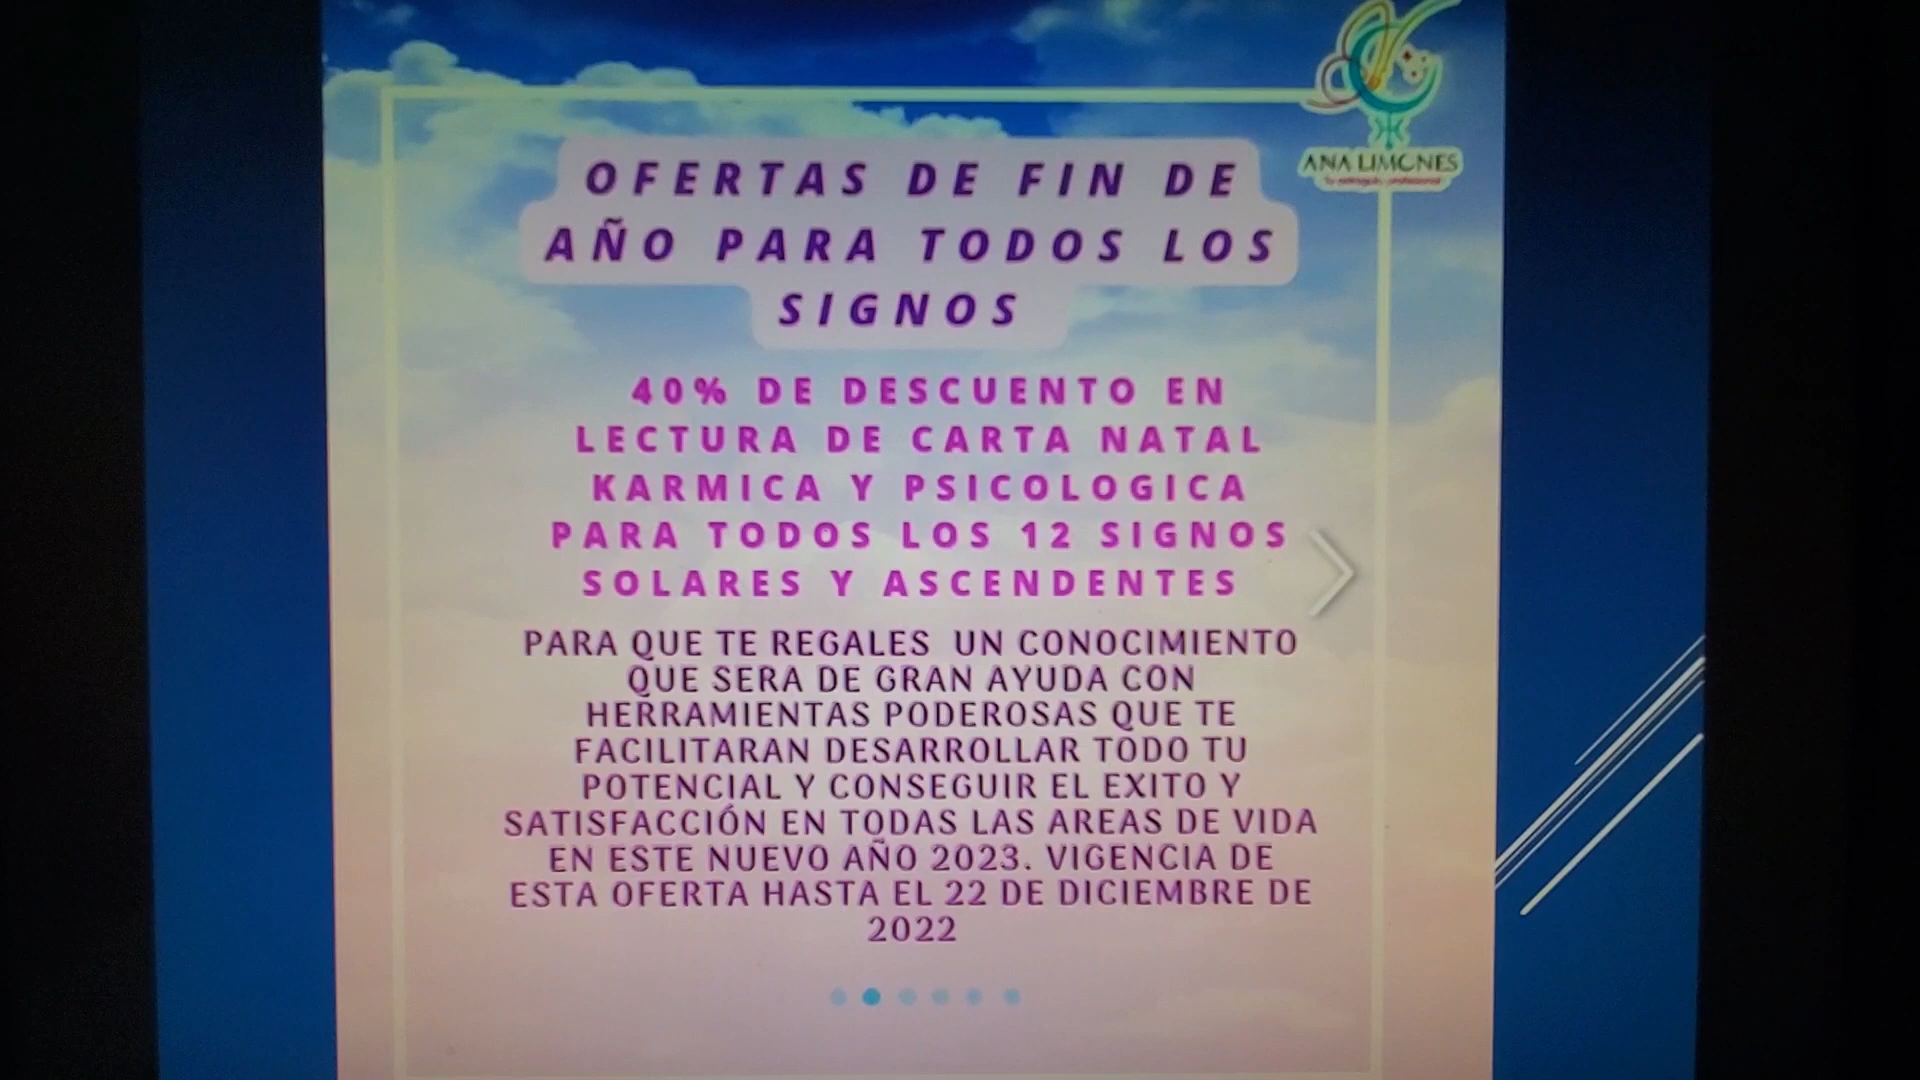 ANA LIMONES
OFERTAS DE FIN DE
AÑO PARA TODOS LOS
SIGNOS
40% DE DESCUENTO EN
LECTURA DE CARTA NATAL
KARMICA Y PSICOLOGICA
PARA TODOS LOS 12 SIGNOS
SOLARES Y ASCENDENTES
PARA QUE TE REGALES UN CONOCIMIENTO
QUE SERA DE GRAN AYUDA CON
HERRAMIENTAS PODEROSAS QUE TE
FACILITARAN DESARROLLAR TODO TU
POTENCIAL Y CONSEGUIR EL EXITO Y
SATISFACCIÓN EN TODAS LAS AREAS DE VIDA
EN ESTE NUEVO AÑO 2023. VIGENCIA DE
ESTA OFERTA HASTA EL 22 DE DICIEMBRE DE
2022